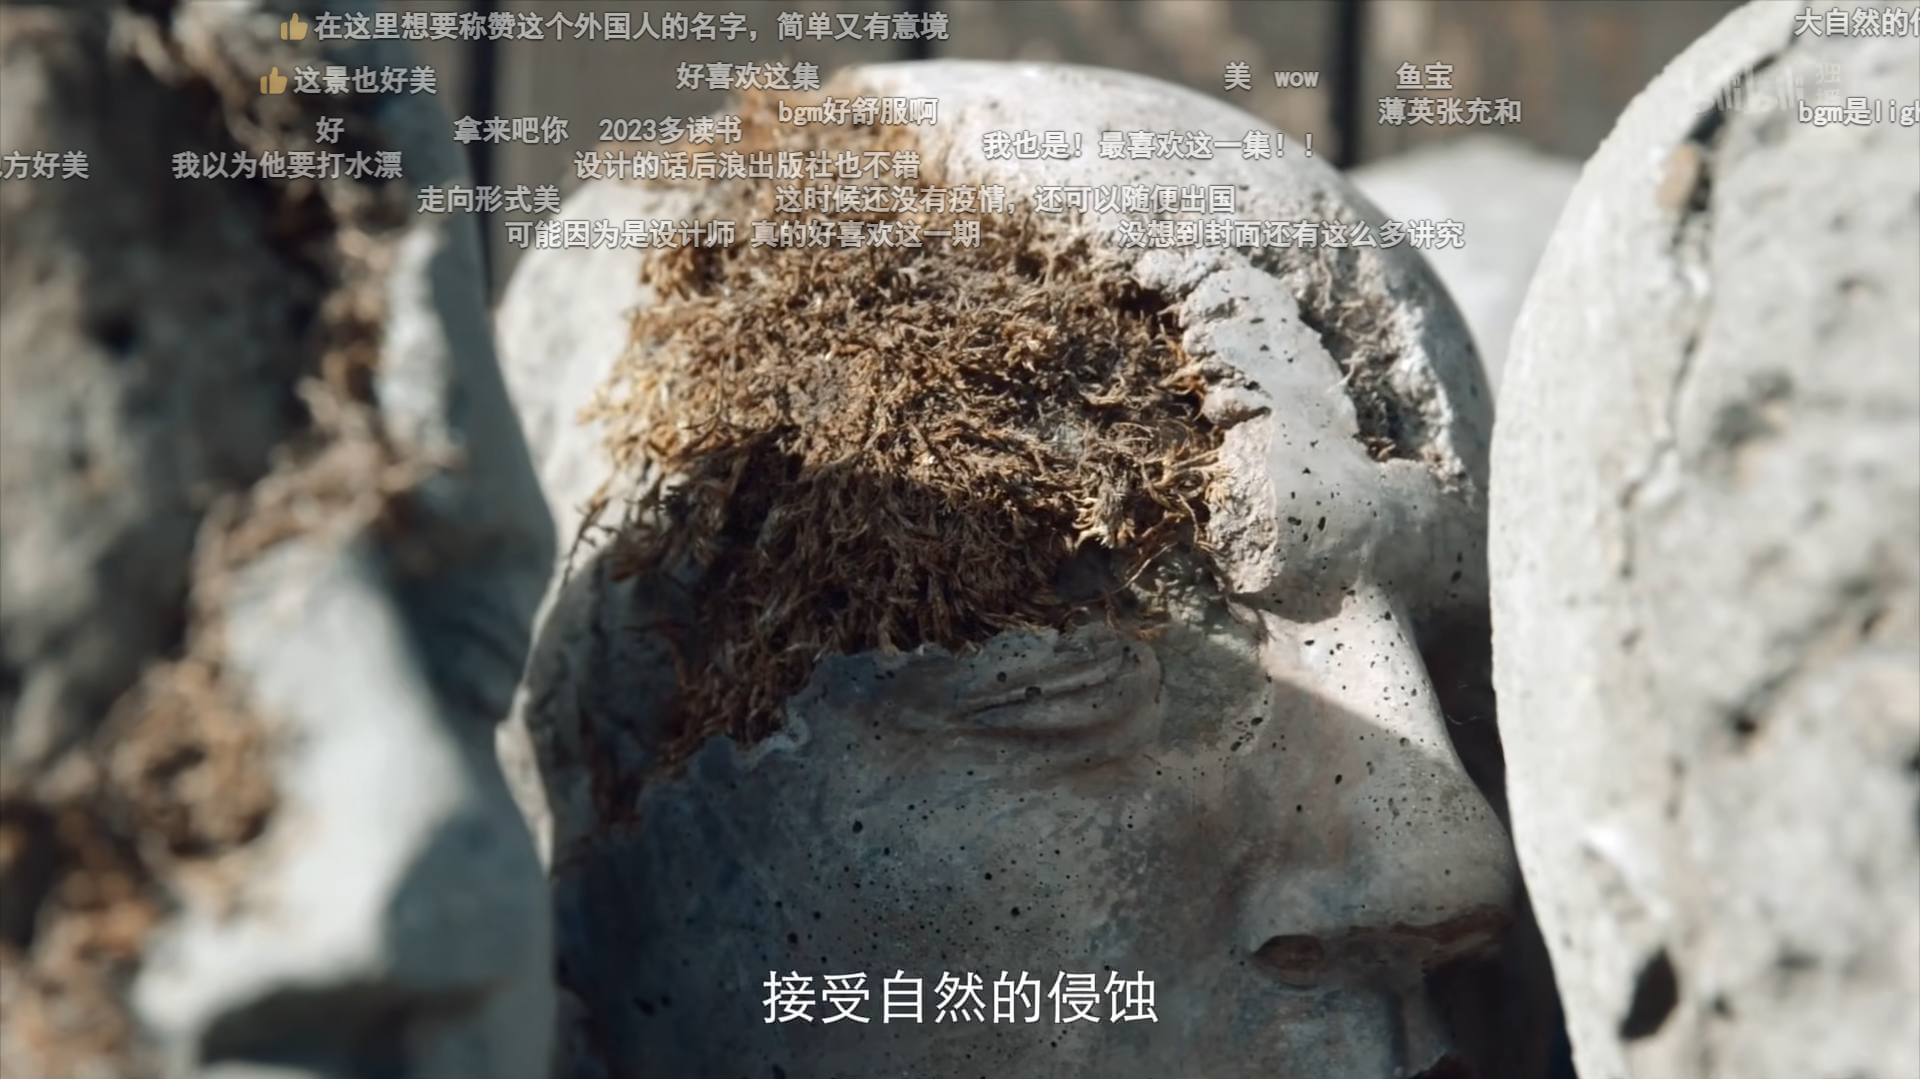 在这里想要称赞这个外国人的名字，简单又有意境
大自然的
这景也好美
好喜欢这集
美
wow
鱼宝
独播
bilibili
bgm好舒服啊
薄英张充和
bgm是lig
好
拿来吧你
2023多读书
我也是！最喜欢这一集！！
方好美
我以为他要打水漂
设计的话后浪出版社也不错
走向形式美
这时候还没有疫情，还可以随便出国
可能因为是设计师
真的好喜欢这一期
没想到封面还有这么多讲究
接受自然的侵蚀